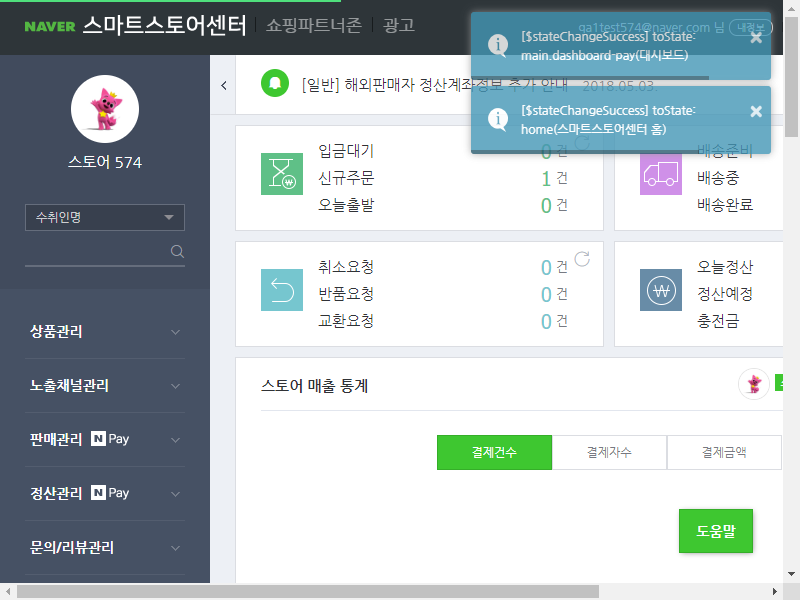 NAVER 스마트스토어센터 쇼핑파트너존 광고
qa1test574@naver.com 님 내정보
[$stateChangeSuccess] toState:
main.dashboard-pay(대시보드)
[$stateChangeSuccess] toState:
home(스마트스토어센터 홈)
스토어 574
수취인명
상품관리
노출채널관리
판매관리 N Pay
정산관리 N Pay
문의/리뷰관리
[일반] 해외판매자 정산계좌정보 추가 안내 2018.05.03.
입금대기 0 건
신규주문 1 건
오늘출발 0 건
배송준비
배송중
배송완료
취소요청 0 건
반품요청 0 건
교환요청 0 건
오늘정산
정산예정
충전금
스토어 매출 통계
결제건수 결제자수 결제금액
도움말